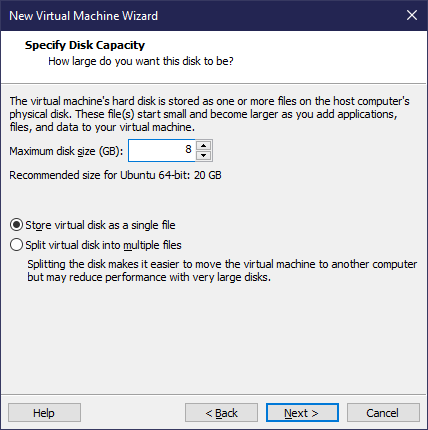 New Virtual Machine Wizard
Specify Disk Capacity
How large do you want this disk to be?
The virtual machine's hard disk is stored as one or more files on the host computer's
physical disk. These file(s) start small and become larger as you add applications,
files, and data to your virtual machine.
Maximum disk size (GB): 8
Recommended size for Ubuntu 64-bit: 20 GB
Store virtual disk as a single file
Split virtual disk into multiple files
Splitting the disk makes it easier to move the virtual machine to another computer
but may reduce performance with very large disks.
Help < Back Next > Cancel